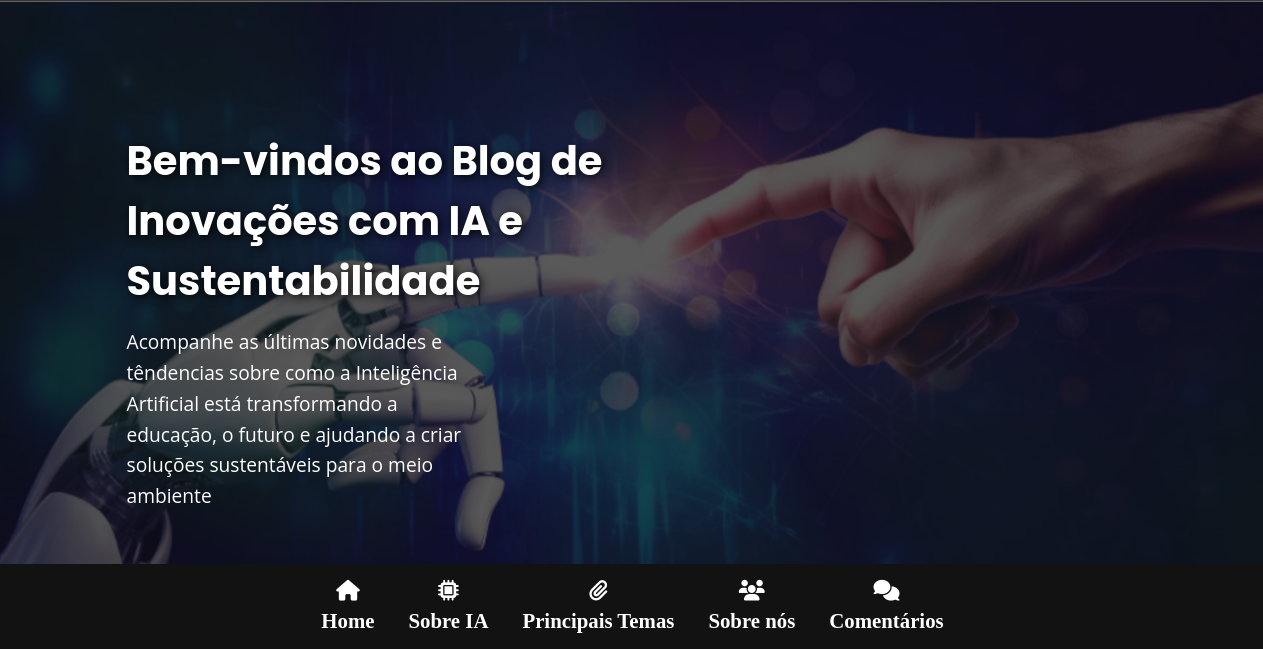 Bem-vindos ao Blog de
Inovações com IA e
Sustentabilidade
Acompanhe as últimas novidades e
têndencias sobre como a Inteligência
Artificial está transformando a
educação, o futuro e ajudando a criar
soluções sustentáveis para o meio
ambiente
Home
Sobre IA
Principais Temas
Sobre nós
Comentários